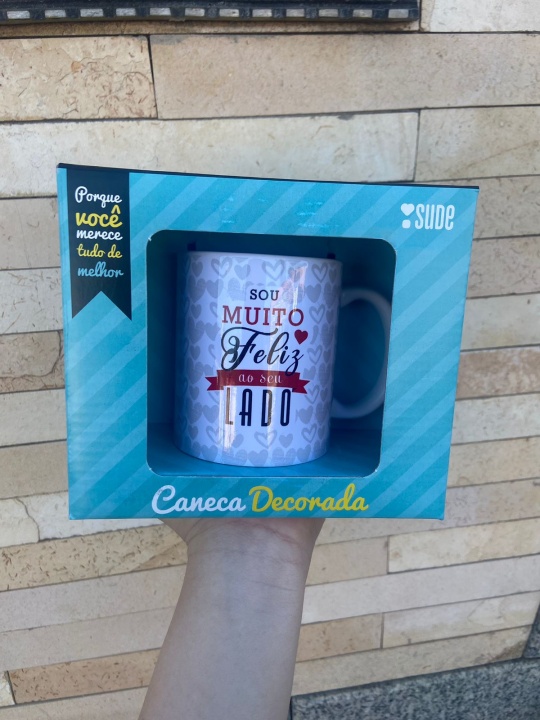 Porque
você
merece
tudo de
melhor
SUDE
SOU
MUITO
Feliz
ao seu
LADO
Caneca Decorada